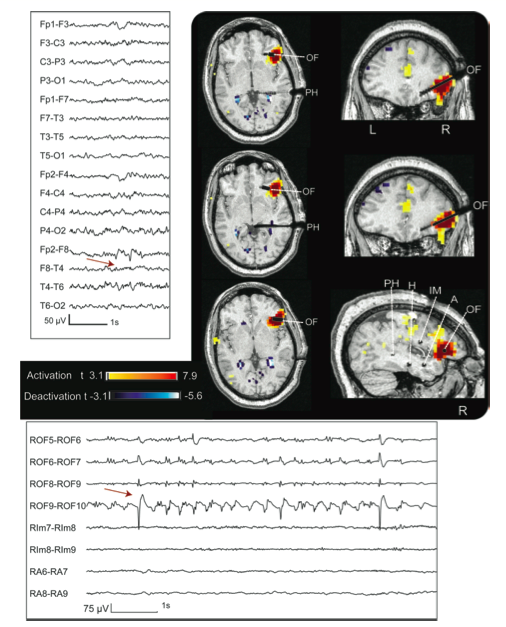 Fp1-F3
F3-C3
C3-P3
P3-O1
Fp1-F7
F7-T3
T3-T5
T5-O1
Fp2-F4
F4-C4
C4-P4
P4-O2
Fp2-F8
F8-T4
T4-T6
T6-O2
50 µV 1s
OF
PH
OF
L R
OF
PH
OF
OF
PH H IM A OF
R
Activation t 3.1 7.9
Deactivation t -3.1 -5.6
ROF5-ROF6
ROF6-ROF7
ROF8-ROF9
ROF9-ROF10
RIm7-RIm8
RIm8-RIm9
RA6-RA7
RA8-RA9
75 µV 1s